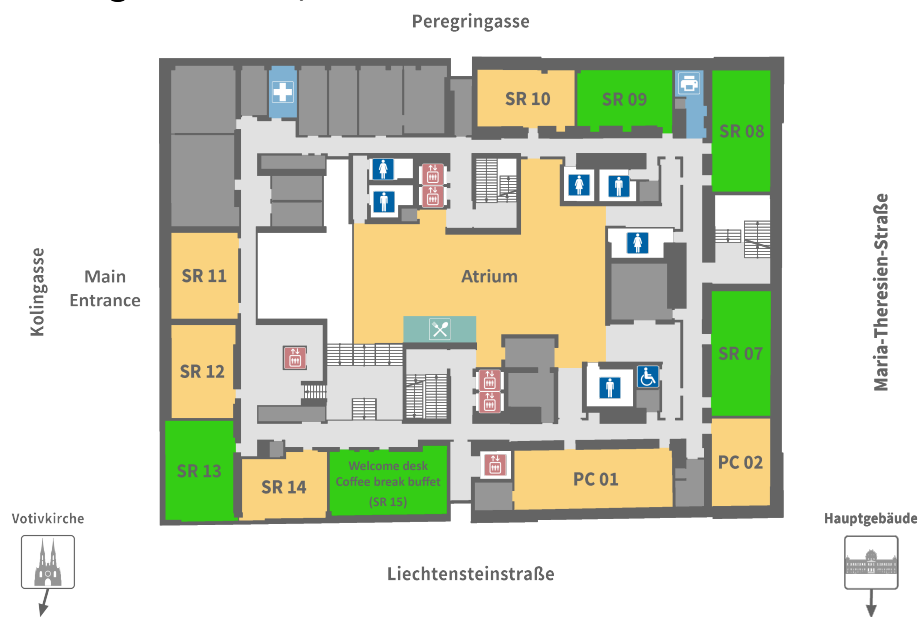 Peregringasse
SR 10
SR 09
SR 08
Kolingasse
Main
Entrance
SR 11
Atrium
Maria-Theresien-Straße
SR 12
SR 07
SR 13
SR 14
Welcome desk
Coffee break buffet
(SR 15)
PC 01
PC 02
Votivkirche
Hauptgebäude
Liechtensteinstraße